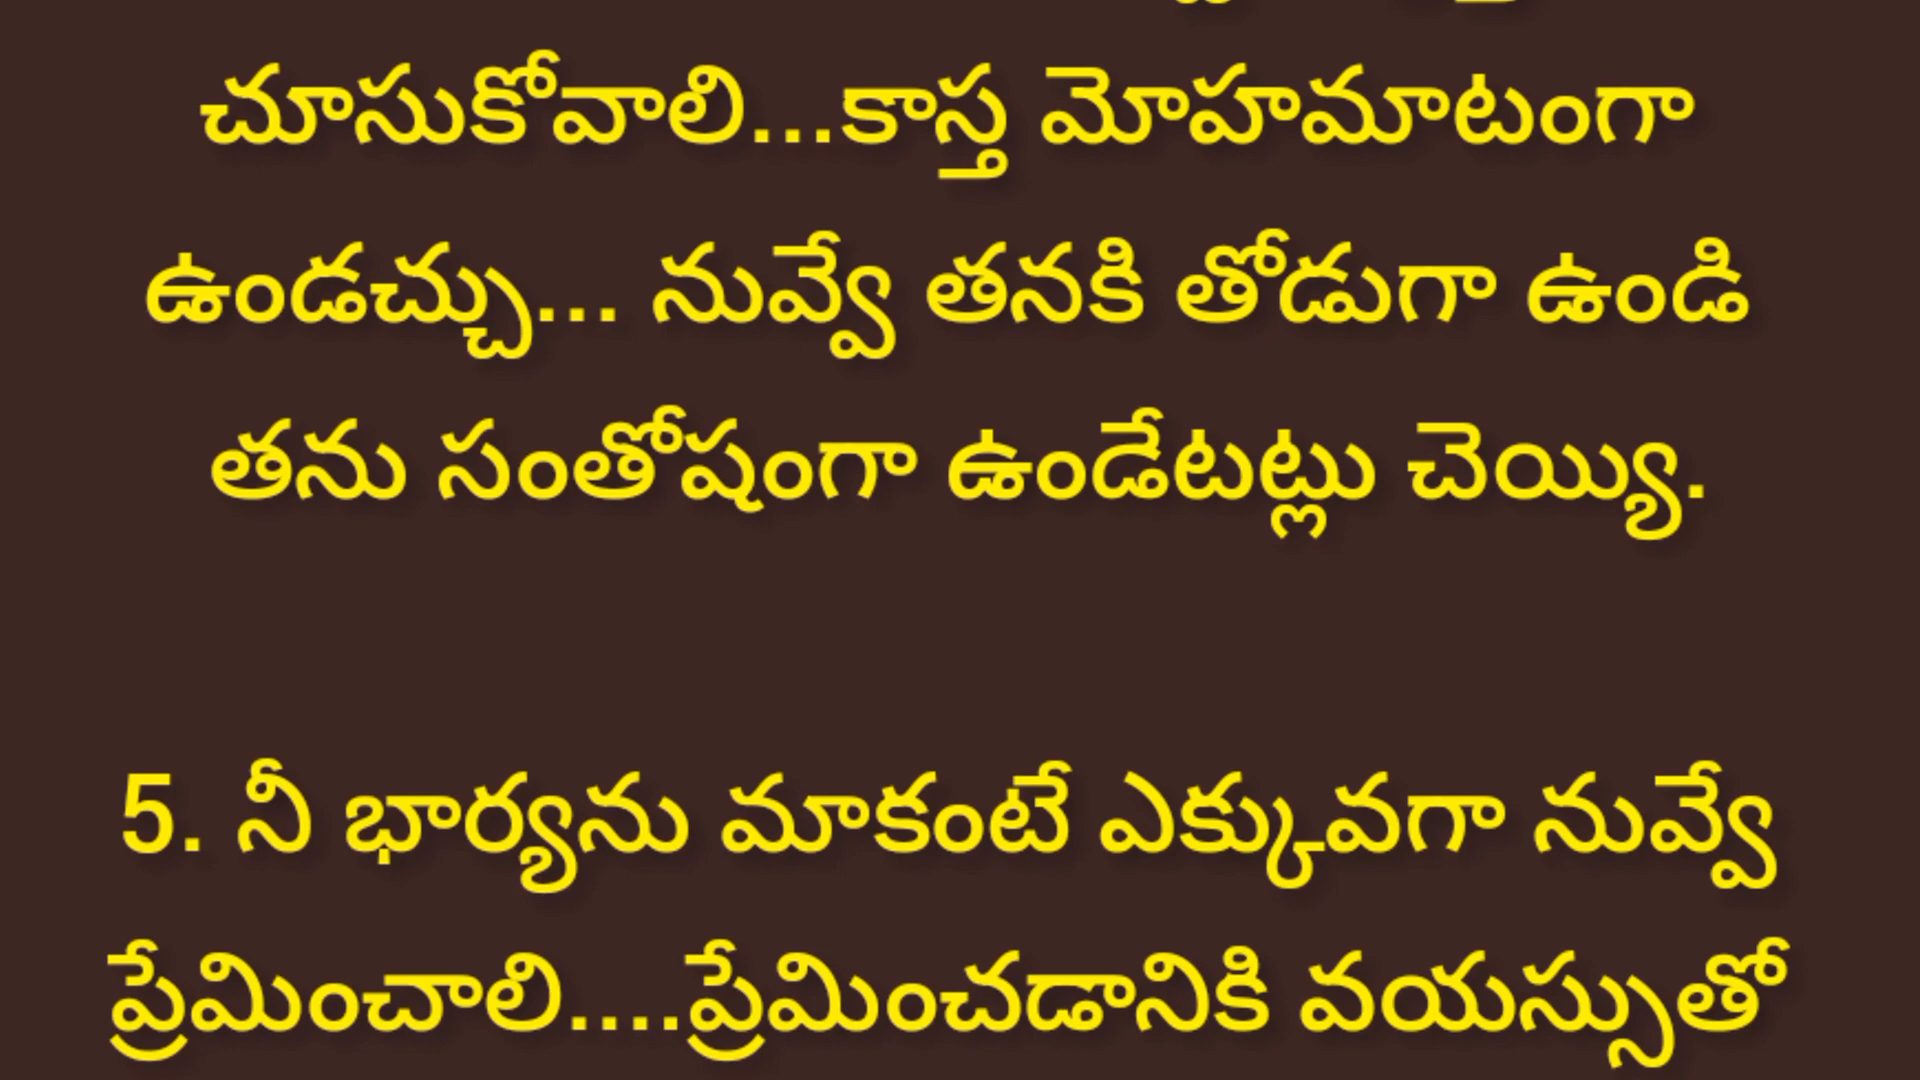 చూసుకోవాలి...కాస్త మోహమాటంగా
ఉండచ్చు... నువ్వే తనకి తోడుగా ఉండి
తను సంతోషంగా ఉండేటట్లు చెయ్యి.
5. నీ భార్యను మాకంటే ఎక్కువగా నువ్వే
ప్రేమించాలి....ప్రేమించడానికి వయస్సుతో